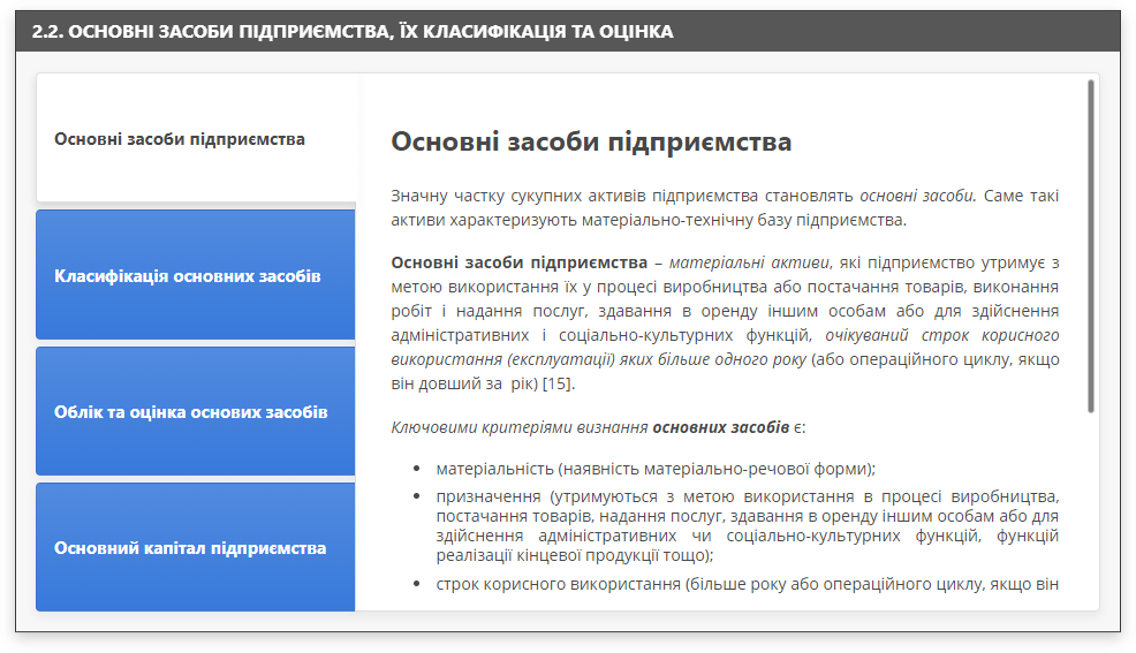 2.2. ОСНОВНІ ЗАСОБИ ПІДПРИЄМСТВА, ЇХ КЛАСИФІКАЦІЯ ТА ОЦІНКА
Основні засоби підприємства
Класифікація основних засобів
Облік та оцінка основих засобів
Основний капітал підприємства
Основні засоби підприємства
Значну частку сукупних активів підприємства становлять основні засоби. Саме такі
активи характеризують матеріально-технічну базу підприємства.
Основні засоби підприємства – матеріальні активи, які підприємство утримує з
метою використання їх у процесі виробництва або постачання товарів, виконання
робіт і надання послуг, здавання в оренду іншим особам або для здійснення
адміністративних і соціально-культурних функцій, очікуваний строк корисного
використання (експлуатації) яких більше одного року (або операційного циклу, якщо
він довший за рік) [15].
Ключовими критеріями визнання основних засобів є:
• матеріальність (наявність матеріально-речової форми);
• призначення (утримуються з метою використання в процесі виробництва,
постачання товарів, надання послуг, здавання в оренду іншим особам або для
здійснення адміністративних чи соціально-культурних функцій, функцій
реалізації кінцевої продукції тощо);
• строк корисного використання (більше року або операційного циклу, якщо він